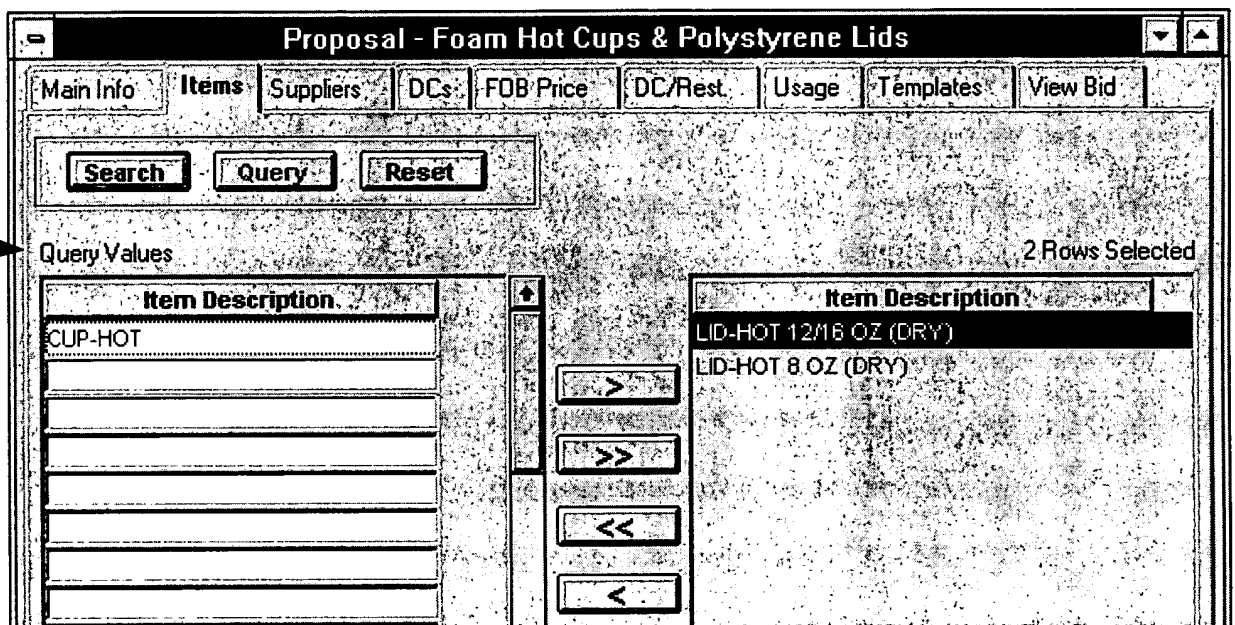 Proposal - Foam Hot Cups & Polystyrene Lids
Main Info Items Suppliers DCs FOB Price DC/Rest. Usage Templates View Bid
Search Query Reset
Query Values 2 Rows Selected
Item Description Item Description
CUP-HOT LID-HOT 12/16 OZ (DRY)
LID-HOT 8 OZ (DRY)
>
>>
<<
<